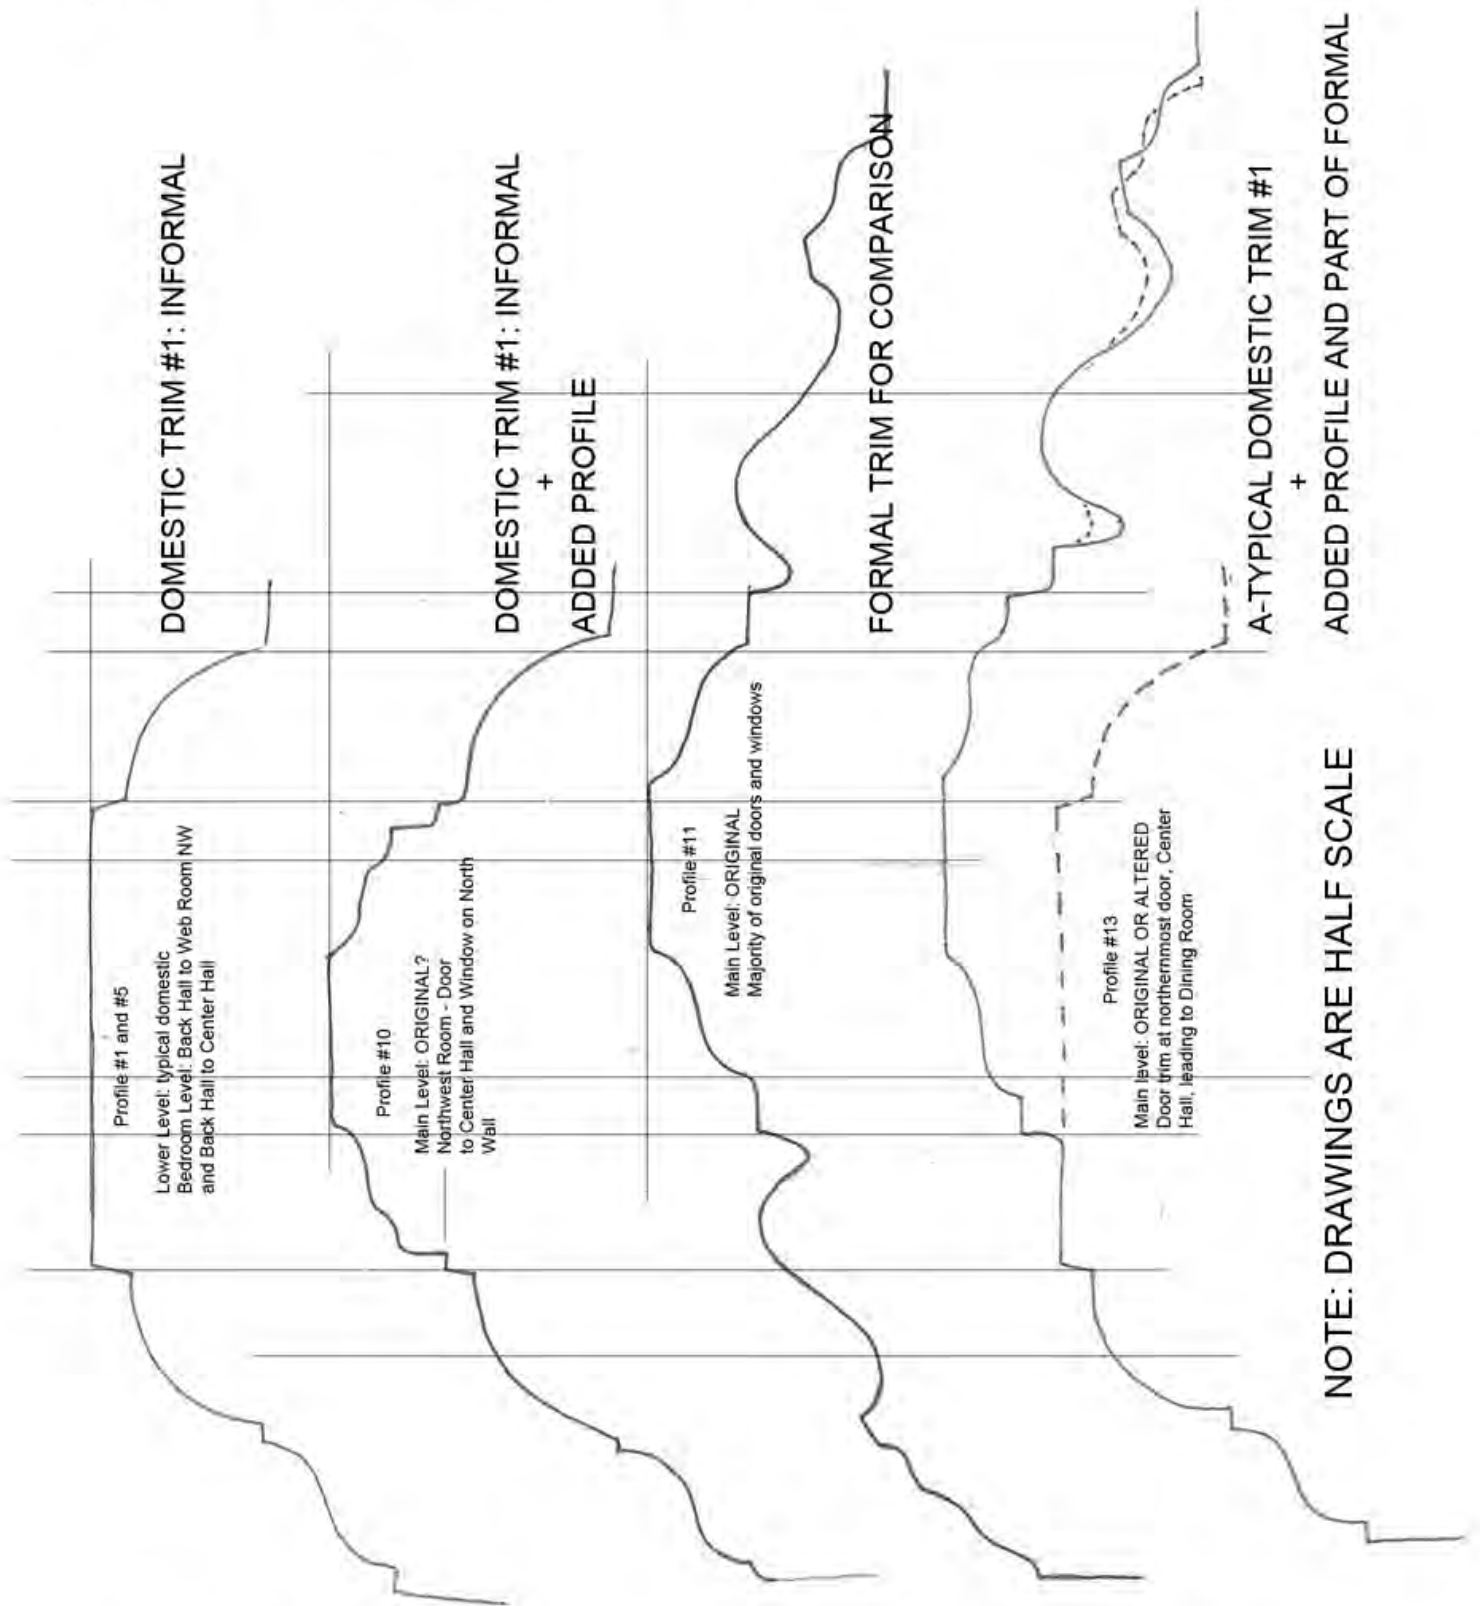 DOMESTIC TRIM #1: INFORMAL
Profile #1 and #5
Lower Level: typical domestic
Bedroom Level: Back Hall to Web Room NW
and Back Hall to Center Hall
DOMESTIC TRIM #1: INFORMAL
+
ADDED PROFILE
Profile #10
Main Level: ORIGINAL?
Northwest Room - Door
to Center Hall and Window on North
Wall
FORMAL TRIM FOR COMPARISON
Profile #11
Main Level: ORIGINAL
Majority of original doors and windows
A-TYPICAL DOMESTIC TRIM #1
+
ADDED PROFILE AND PART OF FORMAL
Profile #13
Main level: ORIGINAL OR ALTERED
Door trim at northernmost door, Center
Hall, leading to Dining Room
NOTE: DRAWINGS ARE HALF SCALE